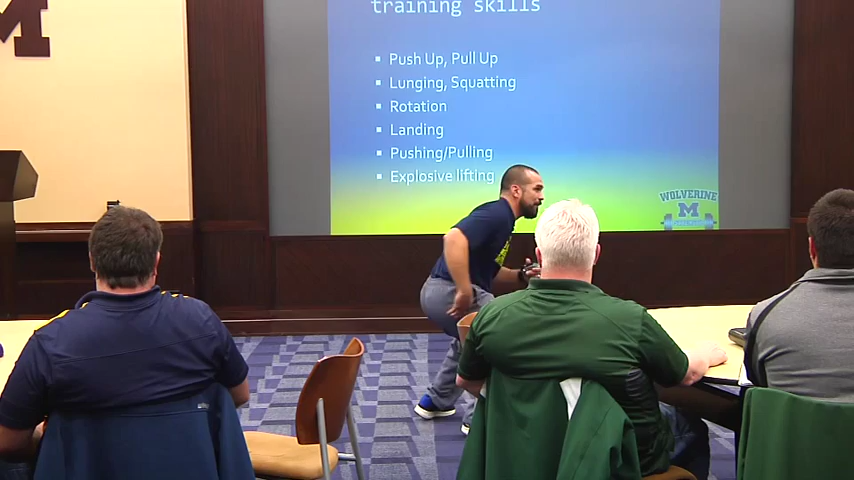 M
training skills
Push Up, Pull Up
Lunging, Squatting
Rotation
Landing
Pushing/Pulling
Explosive lifting
WOLVERINE
M